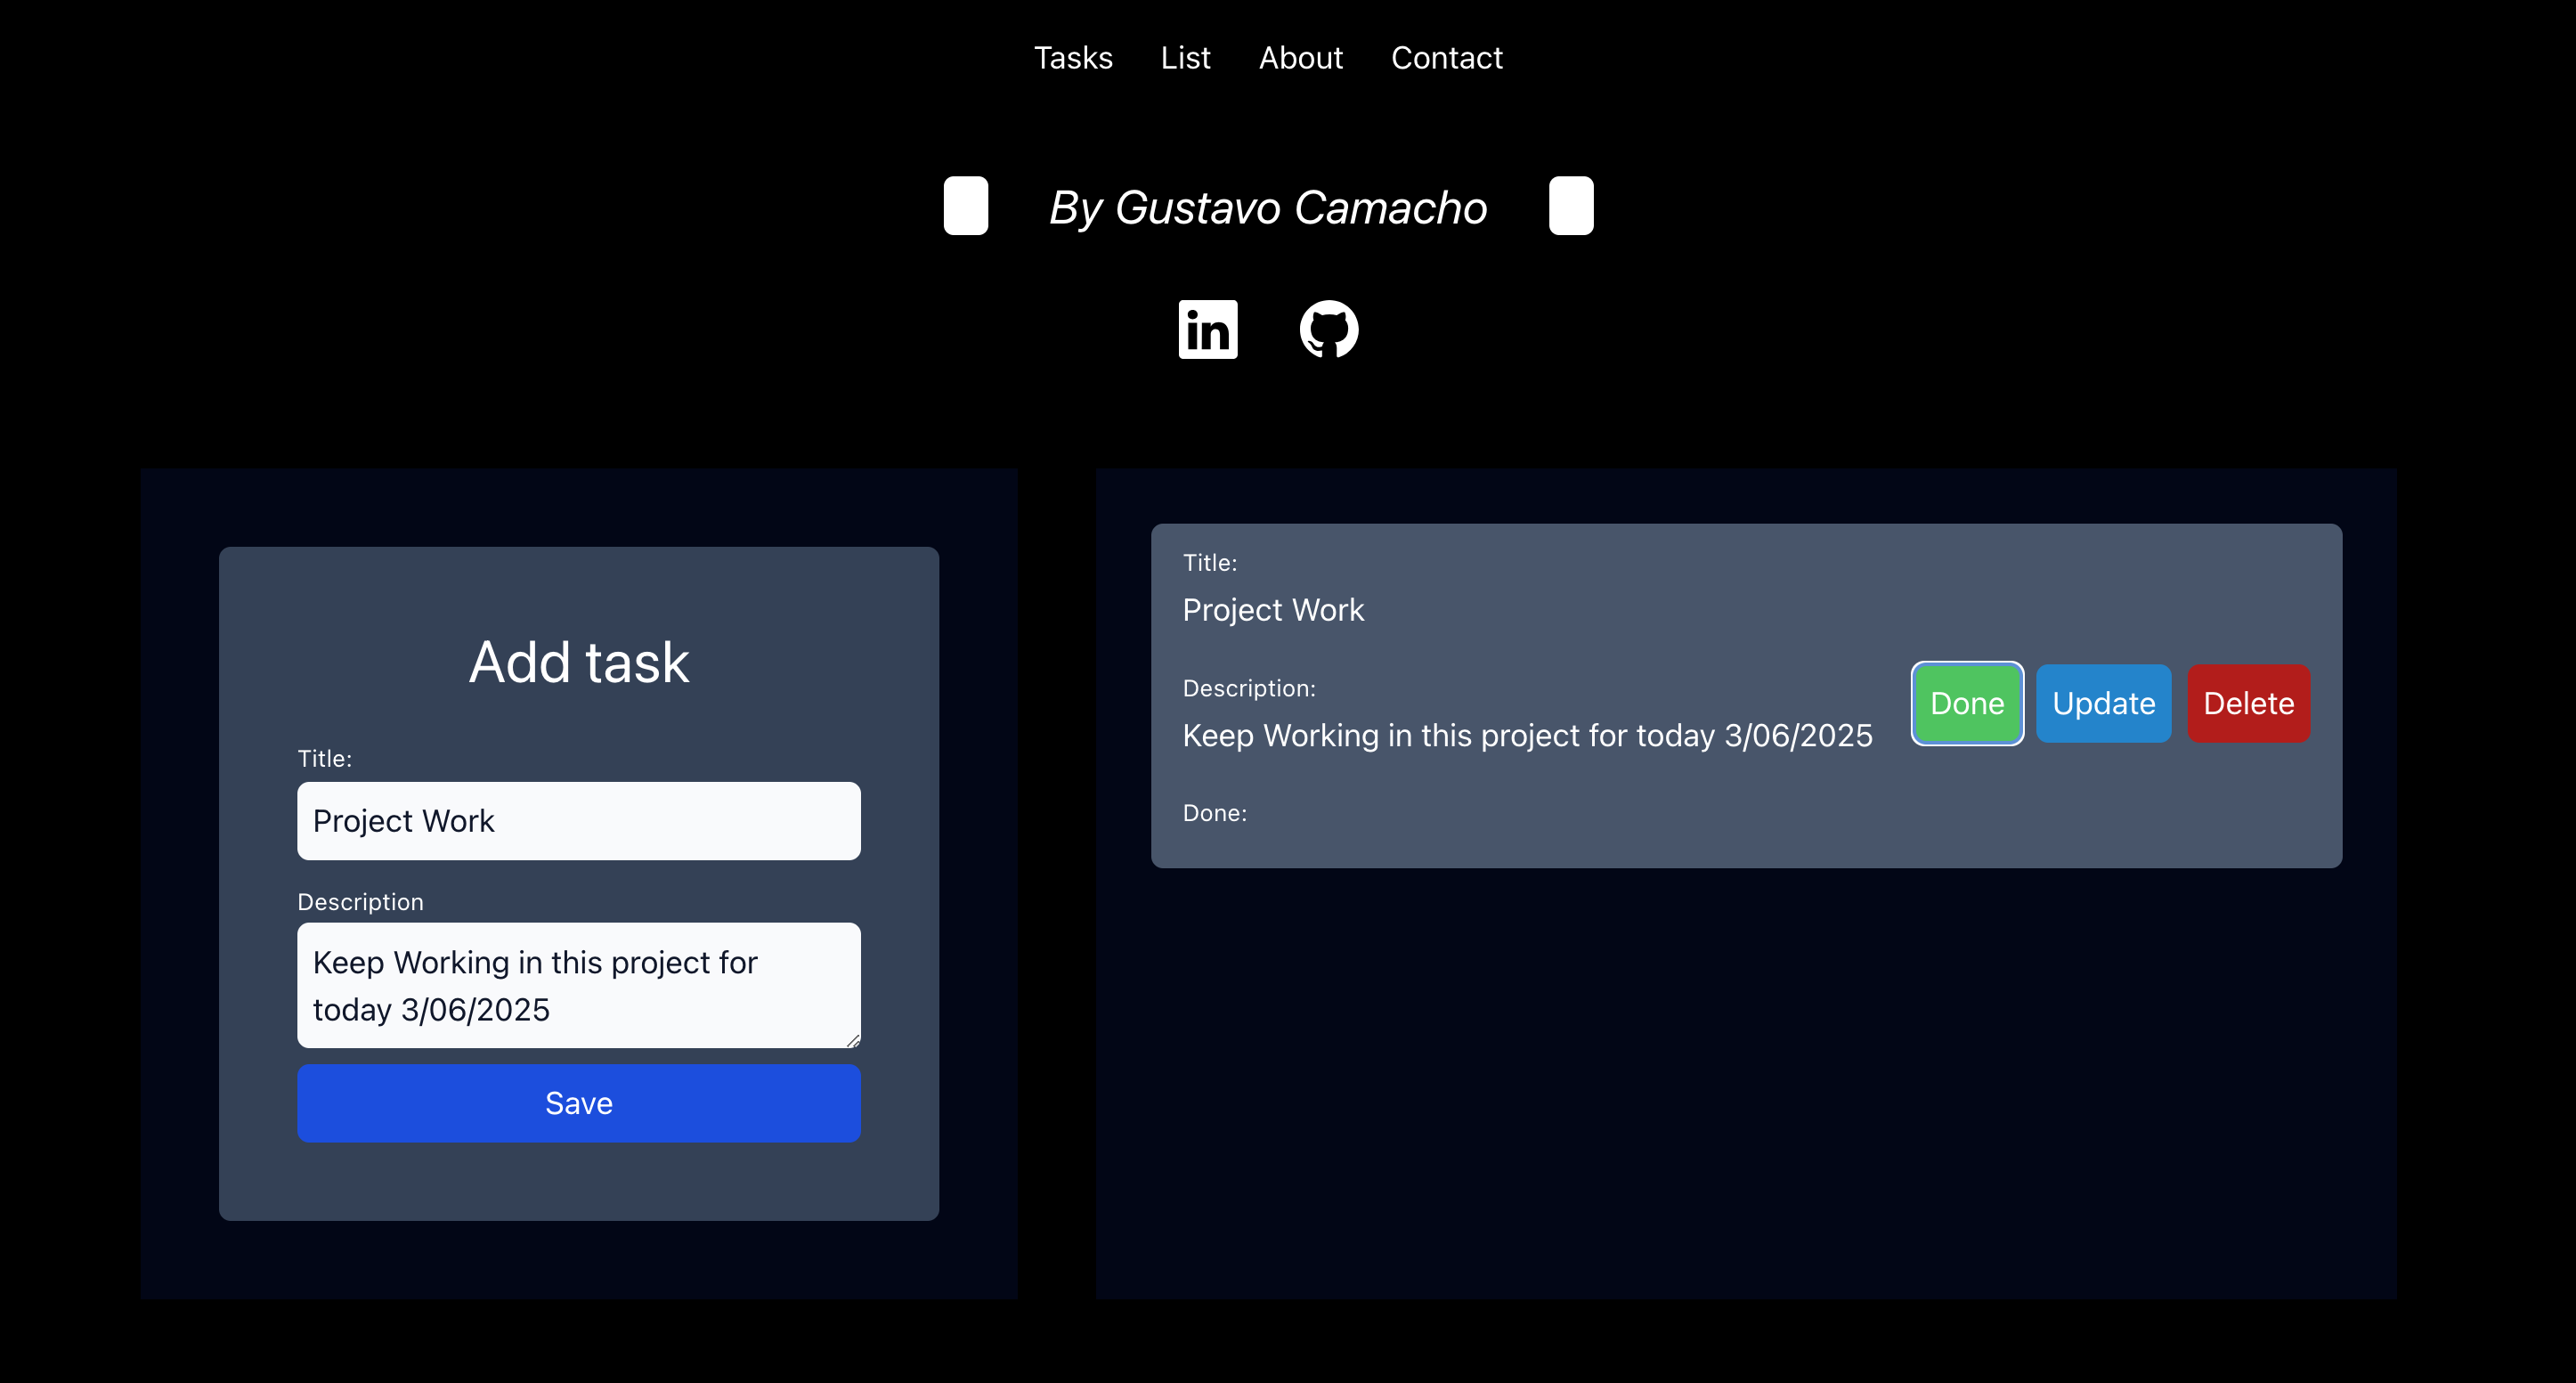 Tasks List About Contact
By Gustavo Camacho
in
Add task
Title:
Project Work
Description
Keep Working in this project for
today 3/06/2025
Save
Title:
Project Work
Description:
Keep Working in this project for today 3/06/2025
Done:
Done Update Delete